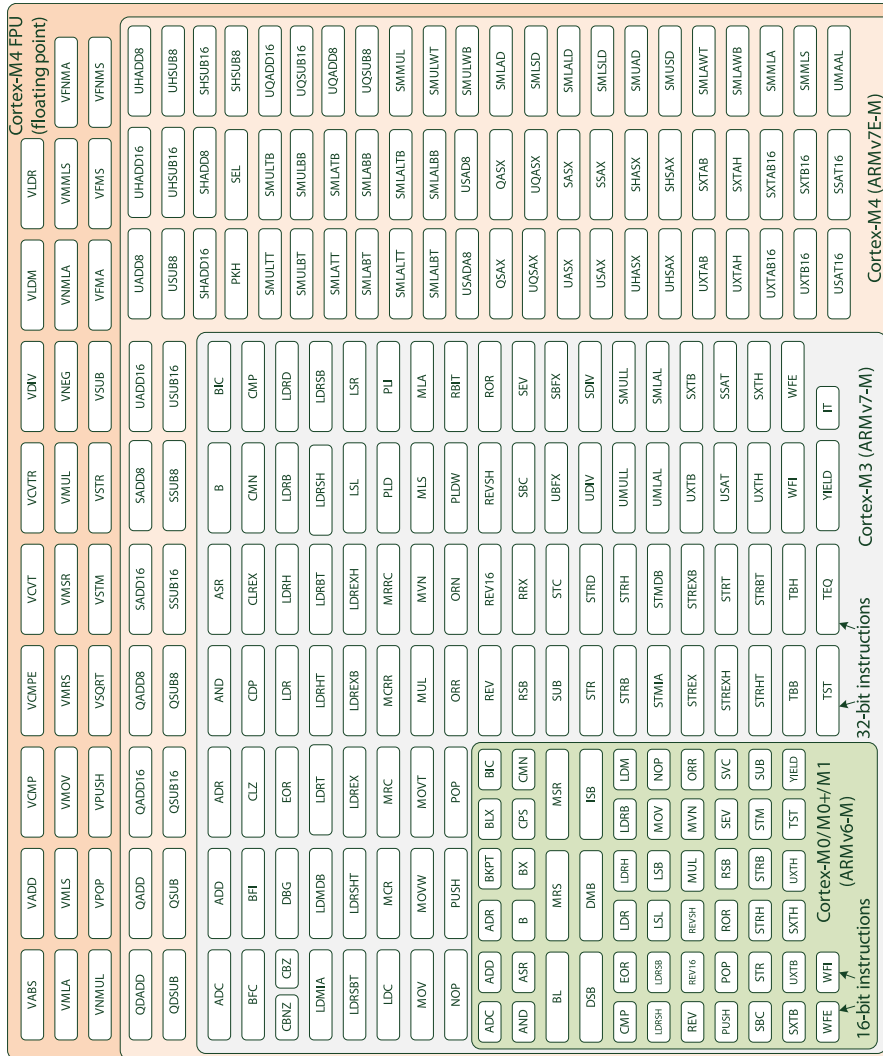 Cortex-M4 FPU
VABS VADD VCMP VCMPE VCVT VCVTR VDIV VLDM VLDR (floating point)
VMLA VMLS VMOV VMRS VMSR VMUL VNEG VNMLA VMMLS VFNMA
VNMUL VPOP VPUSH VSQRT VSTM VSTR VSUB VFMA VFMS VFNMS
QDADD QADD QADD16 QADD8 SADD16 SADD8 UADD16 UADD8 UHADD16 UHADD8
QDSUB QSUB QSUB16 QSUB8 SSUB16 SSUB8 USUB16 USUB8 UHSUB16 UHSUB8
SHADD16 SHADD8 SHSUB16
ADC ADD ADR AND ASR B BIC PKH SEL SHSUB8
BFC BFI CLZ CDP CLREX CMN CMP SMULTT SMULTB UQADD16
CBNZ CBZ DBG EOR LDR LDRH LDRB LDRD SMULBT SMULBB UQSUB16
LDMIA LDMDB LDRT LDRHT LDRBT LDRSH LDRSB SMLATT SMLATB UQADD8
LDRSBT LDRSHT LDREX LDREXB LDREXH LSL LSR SMLABT SMLABB UQSUB8
LDC MCR MRC MCRR MRRC PLD PLI SMLALTT SMLALTB SMMUL
MOV MOVW MOVT MUL MVN MLS MLA SMLALBT SMLALBB SMULWT
NOP PUSH POP ORR ORN PLDW RBIT USADA8 USAD8 SMULWB
ADC ADD ADR BKPT BLX BIC REV REV16 REVSH ROR QSAX QASX SMLAD
AND ASR B BX CPS CMN RSB RRX SBC SEV UQSAX UQASX SMLSD
BL MRS MSR SUB STC UBFX SBFX UASX SASX SMLALD
DSB DMB ISB STR STRD UDIV SDIV USAX SSAX SMLSLD
CMP EOR LDR LDRH LDRB LDM STRB STRH UMULL SMULL UHASX SHASX SMUAD
LDRSH LDRSB LSL LSB MOV NOP STMIA STMDB UMLAL SMLAL UHSAX SHSAX SMUSD
REV REV16 REVSH MUL MVN ORR STREX STREXB UXTB SXTB UXTAB SXTAB SMLAWT
PUSH POP ROR RSB SEV SVC STREXH STRT USAT SSAT UXTAH SXTAH SMLAWB
SBC STR STRH STRB STM SUB STRHT STRBT UXTH SXTH UXTAB16 SXTAB16 SMMLA
SXTB UXTB SXTH UXTH TST YIELD TBB TBH WFI WFE UXTB16 SXTB16 SMMLS
WFE WFI Cortex-M0/M0+/M1 TST TEQ YIELD IT USAT16 SSAT16 UMAAL
(ARMv6-M)
16-bit instructions 32-bit instructions Cortex-M3 (ARMv7-M) Cortex-M4 (ARMv7E-M)